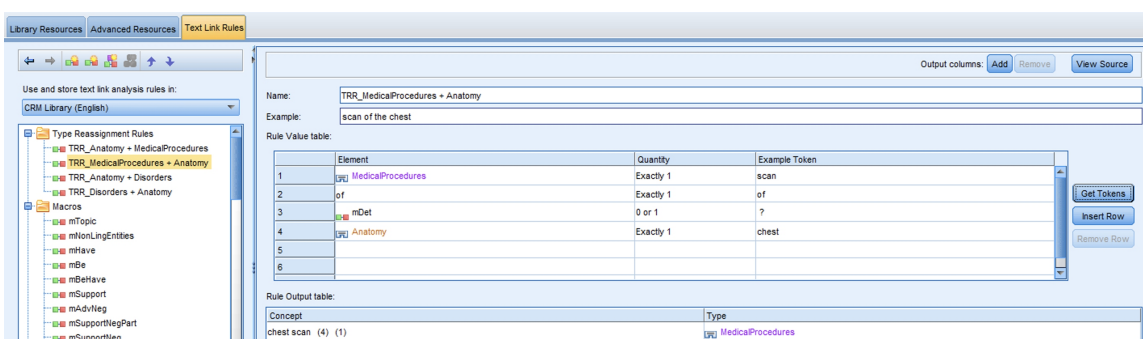 Library Resources Advanced Resources Text Link Rules
Output columns: Add Remove View Source
Use and store text link analysis rules in:
CRM Library (English)
Name: TRR_MedicalProcedures + Anatomy
Example: scan of the chest
Rule Value table:
Type Reassignment Rules
TRR_Anatomy + MedicalProcedures
TRR_MedicalProcedures + Anatomy
TRR_Anatomy + Disorders
TRR_Disorders + Anatomy
Macros
mTopic
mNonLingEntities
mHave
mBe
mBeHave
mSupport
mAdvNeg
mSupportNegPart
mSupportNeg
Element Quantity Example Token
1 MedicalProcedures Exactly 1 scan
2 of Exactly 1 of
3 mDet 0 or 1 ?
4 Anatomy Exactly 1 chest
5
6
Get Tokens
Insert Row
Remove Row
Rule Output table:
Concept Type
chest scan (4) (1) MedicalProcedures